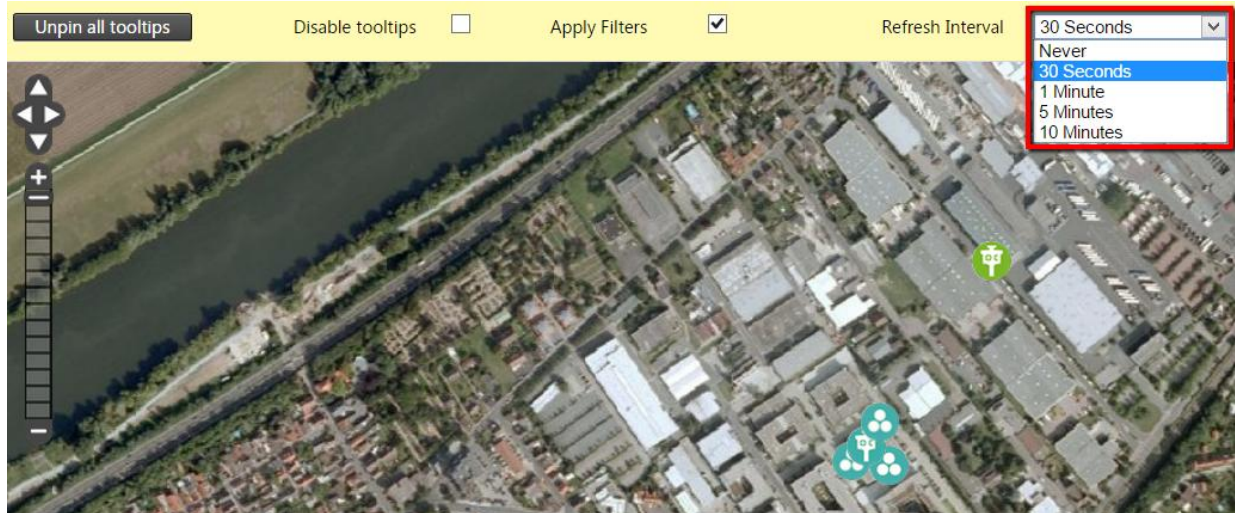 Unpin all tooltips Disable tooltips Apply Filters Refresh Interval 30 Seconds
Never
30 Seconds
1 Minute
5 Minutes
10 Minutes